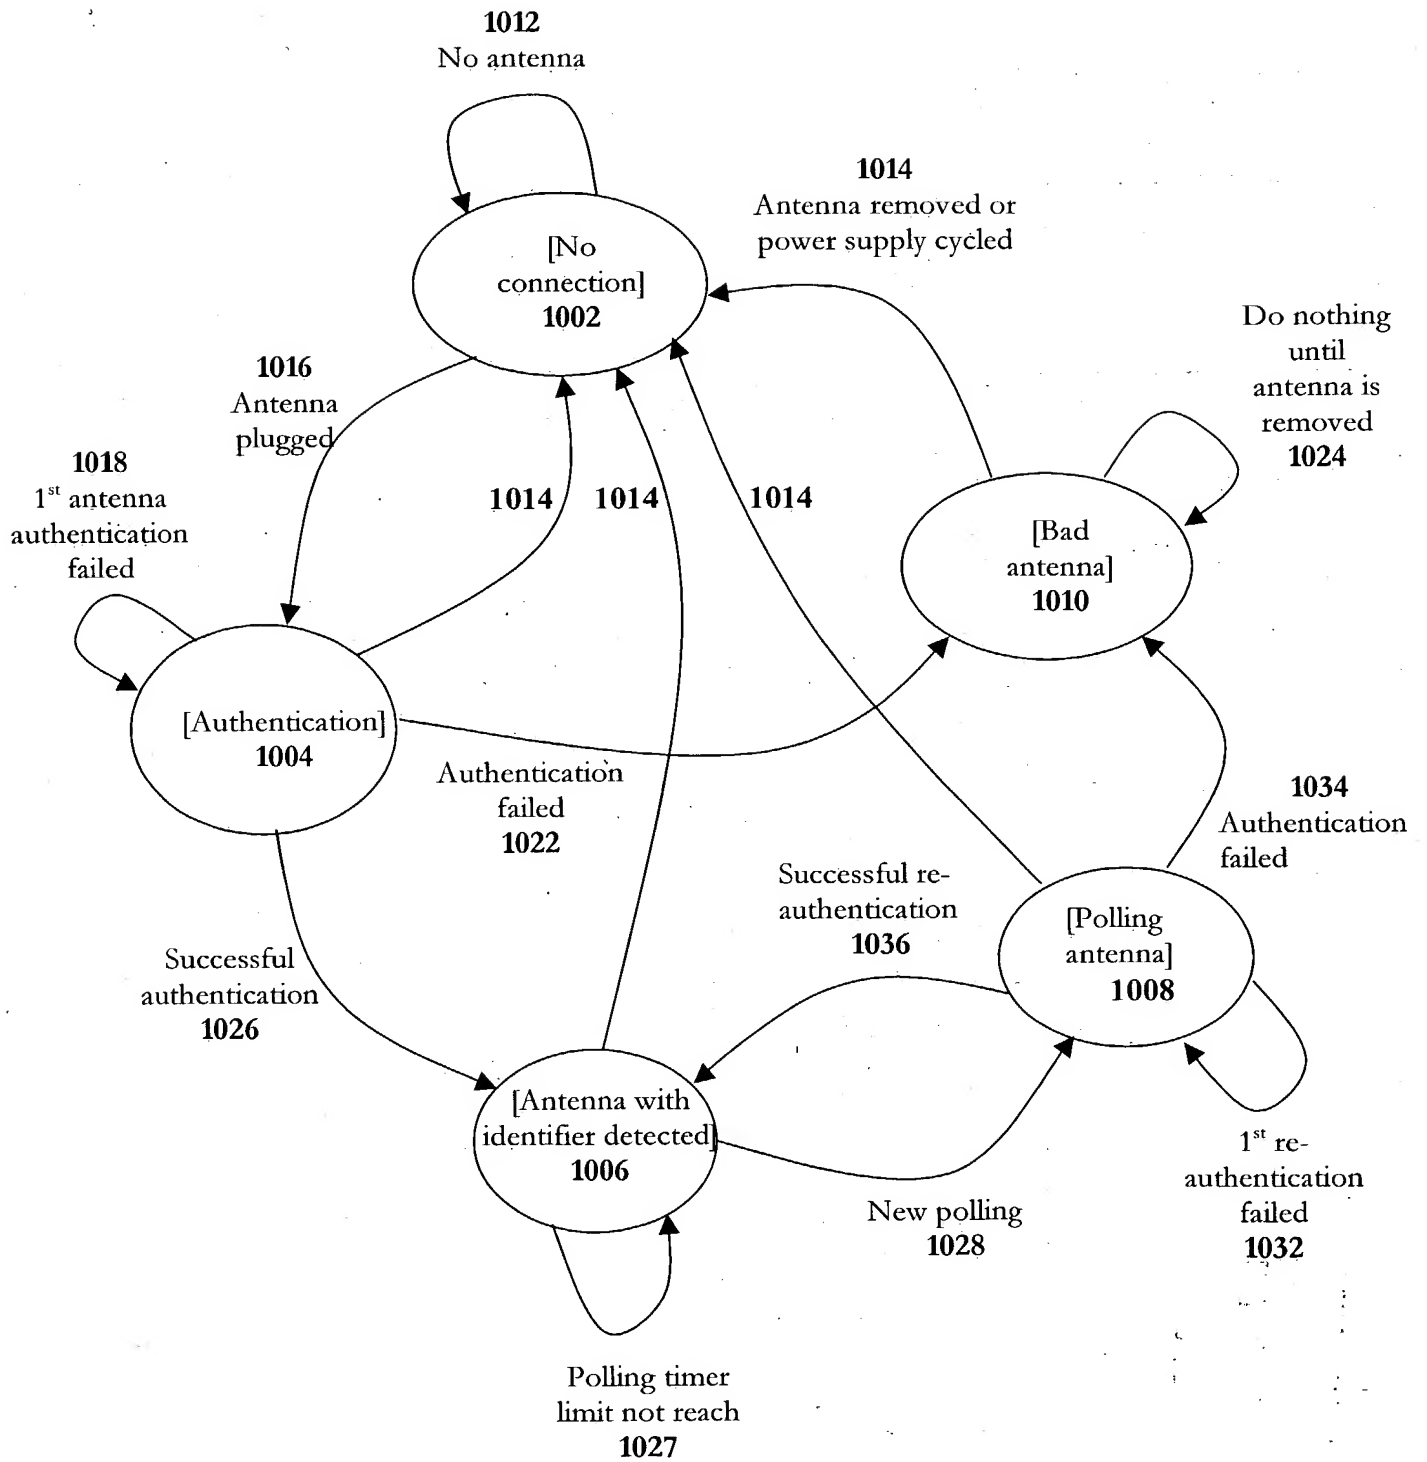 1012
No antenna
1014
Antenna removed or
power supply cycled
[No
connection]
1002
Do nothing
until
antenna is
removed
1024
1016
Antenna
plugged
1018
1st antenna
authentication
failed
1014
1014
1014
[Bad
antenna]
1010
[Authentication]
1004
Authentication
failed
1022
1034
Authentication
failed
Successful re-
authentication
1036
[Polling
antenna]
1008
Successful
authentication
1026
[Antenna with
identifier detected]
1006
New polling
1028
1st re-
authentication
failed
1032
Polling timer
limit not reach
1027